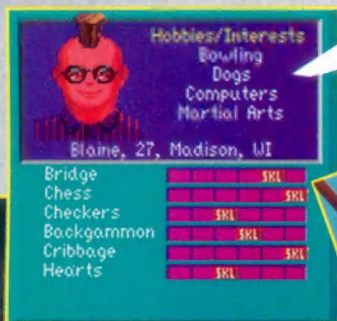 Hobbies/Interests
Bowling
Dogs
Computers
Martial Arts
Blaine, 27, Madison, WI
Bridge SKL
Chess SKL
Checkers SKL
Backgammon SKL
Cribbage SKL
Hearts SKL